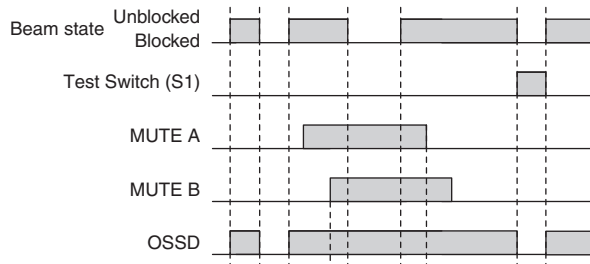 Beam state Unblocked
Blocked
Test Switch (S1)
MUTE A
MUTE B
OSSD